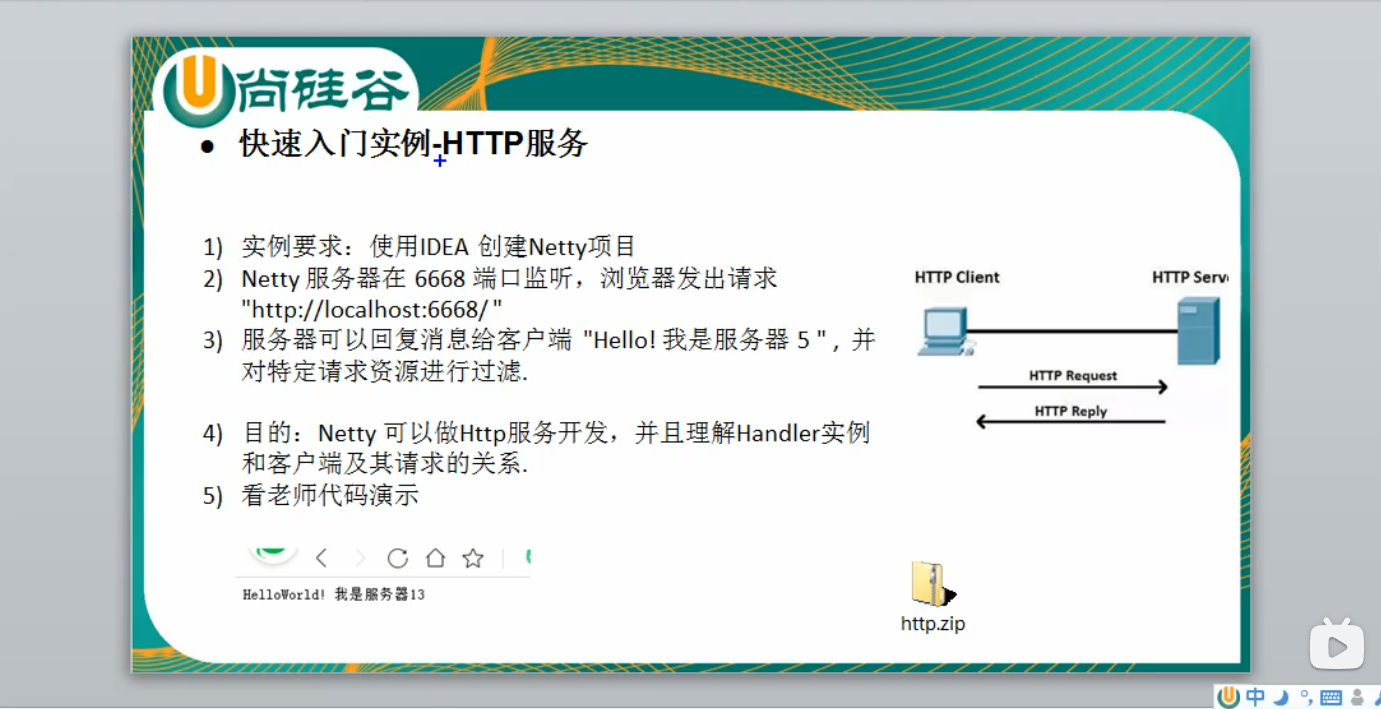 尚硅谷
● 快速入门实例-HTTP服务
1) 实例要求：使用IDEA 创建Netty项目
2) Netty 服务器在 6668 端口监听，浏览器发出请求
"http://localhost:6668/ "
3) 服务器可以回复消息给客户端 "Hello! 我是服务器 5 " , 并
对特定请求资源进行过滤.
4) 目的：Netty 可以做Http服务开发，并且理解Handler实例
和客户端及其请求的关系.
5) 看老师代码演示
HTTP Client
HTTP Serv
HTTP Request
HTTP Reply
HelloWorld! 我是服务器13
http.zip
中